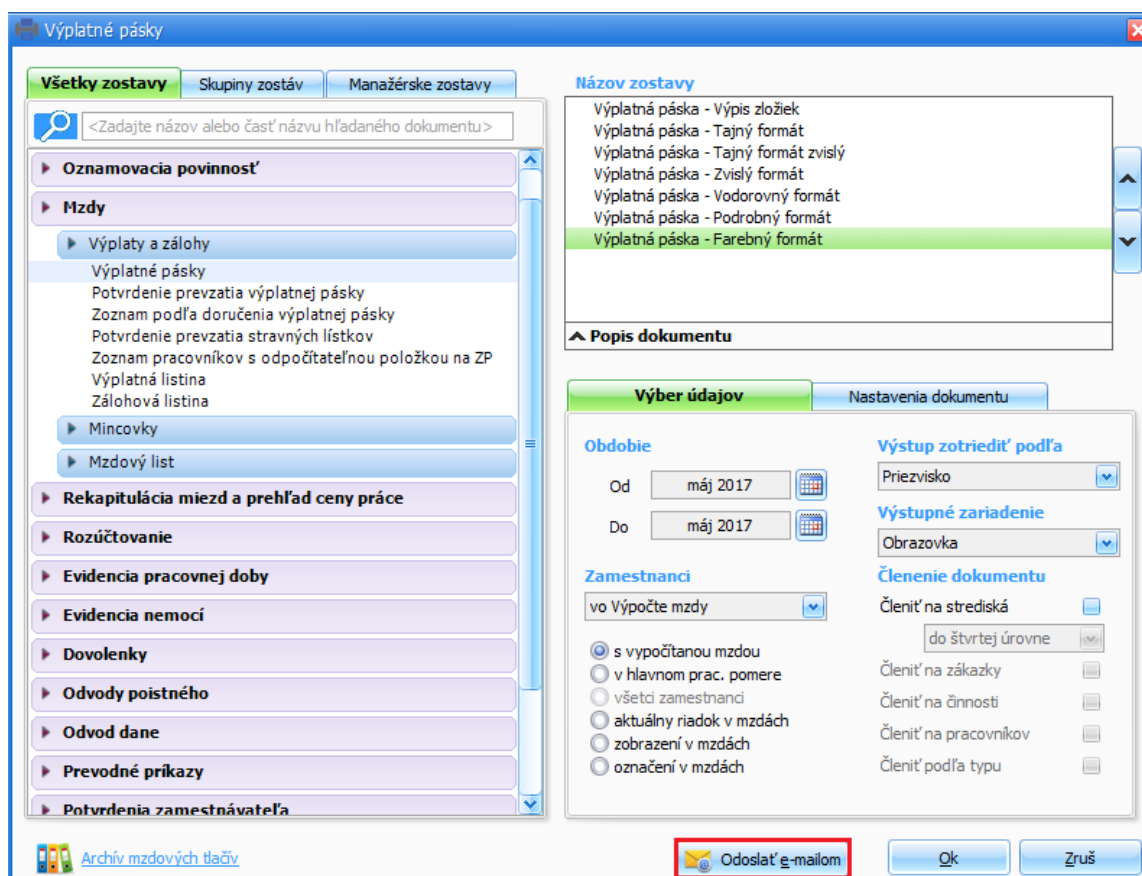 Výplatné pásky
Všetky zostavy
Skupiny zostáv
Manažérske zostavy
<Zadajte názov alebo časť názvu hľadaného dokumentu>
Oznamovacia povinnosť
Mzdy
Výplaty a zálohy
Výplatné pásky
Potvrdenie prevzatia výplatnej pásky
Zoznam podľa doručenia výplatnej pásky
Potvrdenie prevzatia stravných lístkov
Zoznam pracovníkov s odpočítateľnou položkou na ZP
Výplatná listina
Zálohová listina
Mincovky
Mzdový list
Rekapitulácia miezd a prehľad ceny práce
Rozúčtovanie
Evidencia pracovnej doby
Evidencia nemocí
Dovolenky
Odvody poistného
Odvod dane
Prevodné príkazy
Potvrdenia zamestnávateľa
Názov zostavy
Výplatná páska - Výpis zložiek
Výplatná páska - Tajný formát
Výplatná páska - Tajný formát zvislý
Výplatná páska - Zvislý formát
Výplatná páska - Vodorovný formát
Výplatná páska - Podrobný formát
Výplatná páska - Farebný formát
Popis dokumentu
Výber údajov
Nastavenia dokumentu
Obdobie
Od máj 2017
Do máj 2017
Zamestnanci
vo Výpočte mzdy
s vypočítanou mzdou
v hlavnom prac. pomere
všetci zamestnanci
aktuálny riadok v mzdách
zobrazení v mzdách
označení v mzdách
Výstup zotriediť podľa
Priezvisko
Výstupné zariadenie
Obrazovka
Členenie dokumentu
Členiť na strediská
do štvrtej úrovne
Členiť na zákazky
Členiť na činnosti
Členiť na pracovníkov
Členiť podľa typu
Archív mzdových tlačív
Odoslať e-mailom
Ok
Zruš